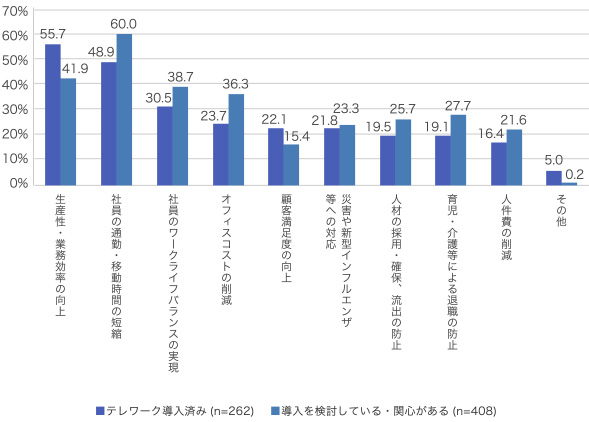 70%
60%
50%
40%
30%
20%
10%
0%
55.7
41.9
48.9
60.0
30.5
38.7
23.7
36.3
22.1
15.4
21.8
23.3
19.5
25.7
19.1
27.7
16.4
21.6
5.0
0.2
生産性・業務効率の向上
社員の通勤・移動時間の短縮
社員のワークライフバランスの実現
オフィスコストの削減
顧客満足度の向上
災害や新型インフルエンザ
等への対応
人材の採用・確保、流出の防止
育児・介護等による退職の防止
人件費の削減
その他
テレワーク導入済み (n=262)
導入を検討している・関心がある (n=408)